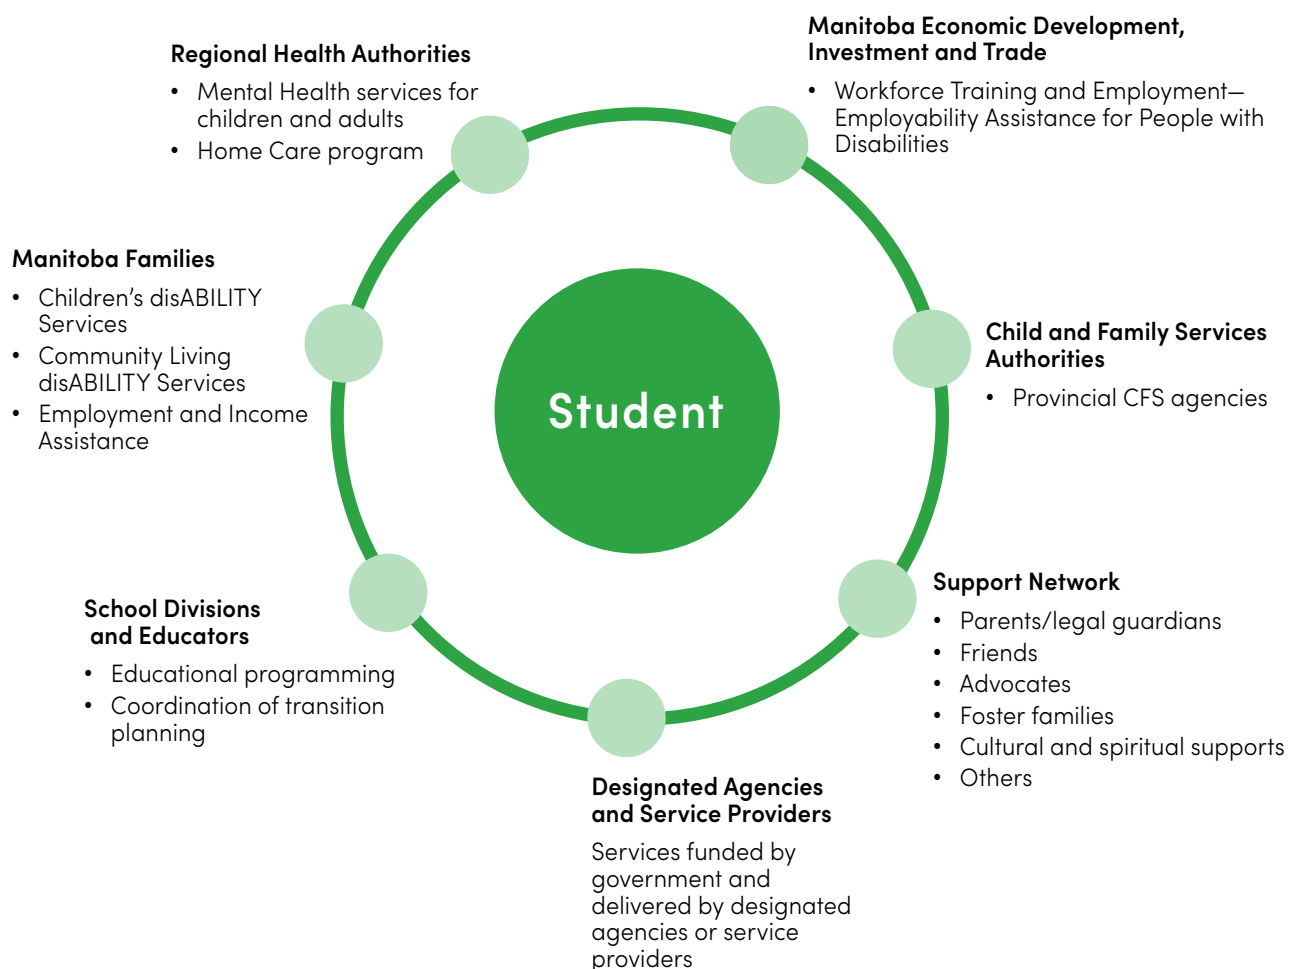 Regional Health Authorities
• Mental Health services for
children and adults
• Home Care program
Manitoba Economic Development,
Investment and Trade
• Workforce Training and Employment—
Employability Assistance for People with
Disabilities
Manitoba Families
• Children’s disABILITY
Services
• Community Living
disABILITY Services
• Employment and Income
Assistance
Student
Child and Family Services
Authorities
• Provincial CFS agencies
School Divisions
and Educators
• Educational programming
• Coordination of transition
planning
Support Network
• Parents/legal guardians
• Friends
• Advocates
• Foster families
• Cultural and spiritual supports
• Others
Designated Agencies
and Service Providers
Services funded by
government and
delivered by designated
agencies or service
providers